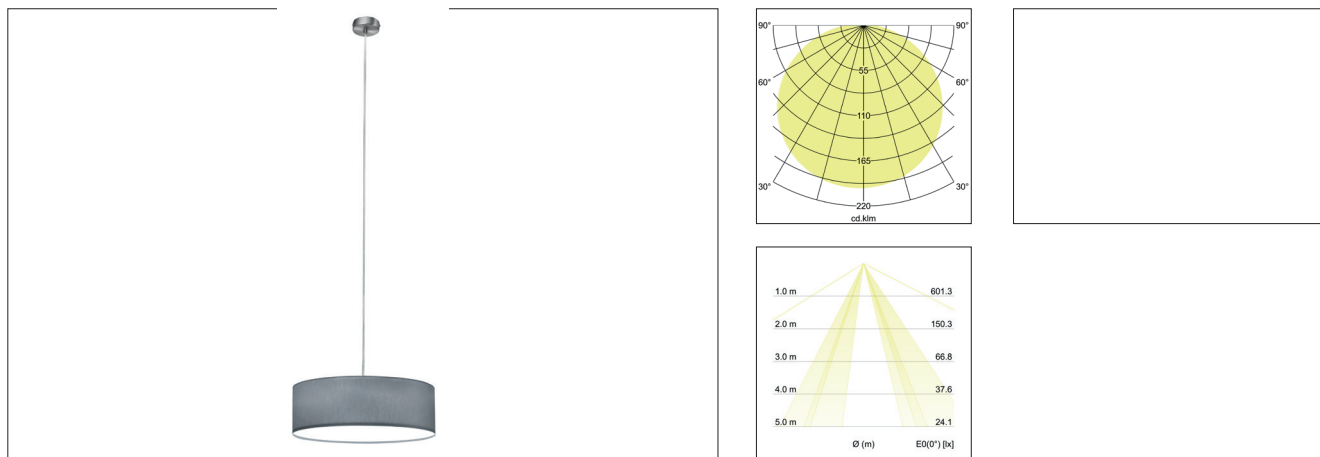 90° 90°
55
60° 60°
110
165
30° 30°
220
cd.klm
1.0 m 601.3
2.0 m 150.3
3.0 m 66.8
4.0 m 37.6
5.0 m 24.1
Ø (m) E0(0°) [lx]